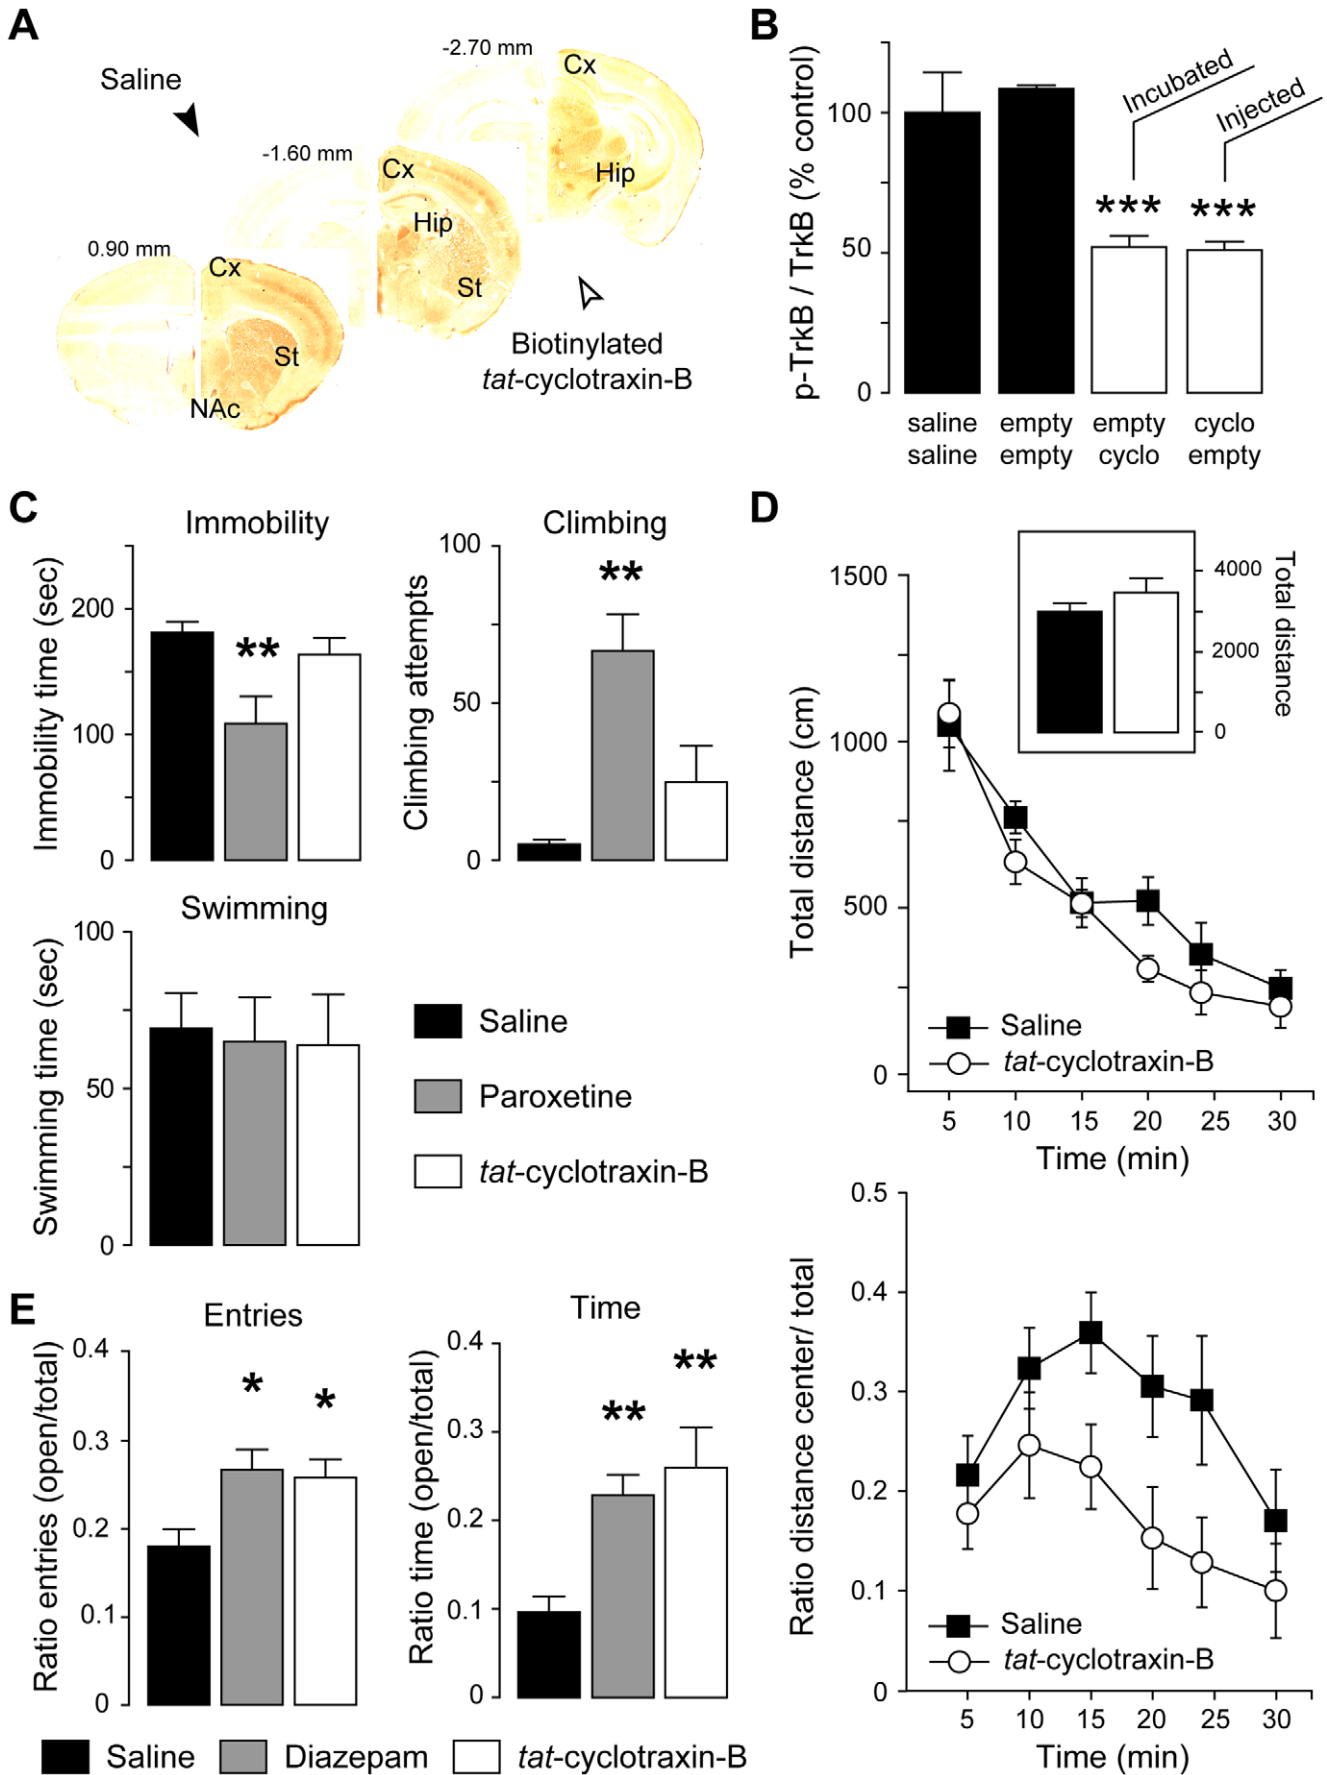 A
Saline
-2.70 mm
Cx
Hip
-1.60 mm
Cx
Hip
St
0.90 mm
Cx
St
NAc
Biotinylated
tat-cyclotraxin-B
B
p-TrkB / TrkB (% control)
100
50
0
Incubated
Injected
***
***
saline
empty
empty
cyclo
saline
empty
cyclo
empty
C
Immobility
Immobility time (sec)
200
100
0
**
Climbing
Climbing attempts
100
50
0
**
Swimming
Swimming time (sec)
100
50
0
Saline
Paroxetine
tat-cyclotraxin-B
D
Total distance (cm)
1500
1000
500
0
4000
2000
0
Total distance
Saline
tat-cyclotraxin-B
5 10 15 20 25 30
Time (min)
Ratio distance center/ total
0.5
0.4
0.3
0.2
0.1
0
Saline
tat-cyclotraxin-B
5 10 15 20 25 30
Time (min)
E
Entries
Ratio entries (open/total)
0.4
0.3
0.2
0.1
0
*
*
Time
Ratio time (open/total)
0.4
0.3
0.2
0.1
0
**
**
Saline
Diazepam
tat-cyclotraxin-B